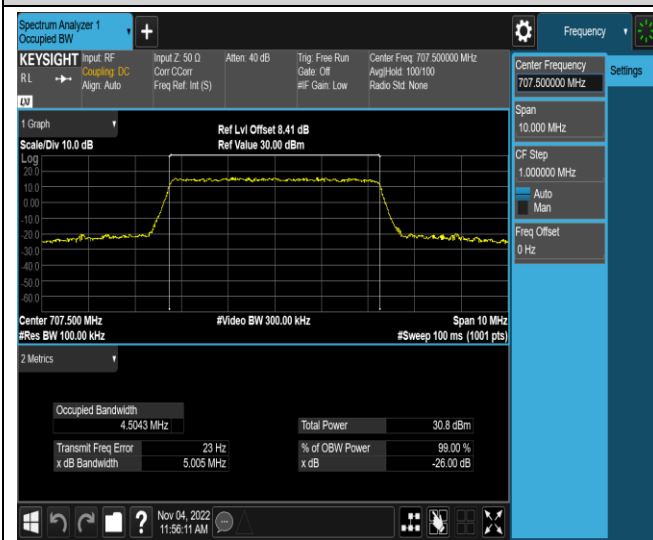 Spectrum Analyzer 1
Occupied BW
+
Frequency
KEYSIGHT
RL
LXI
Input: RF
Coupling: DC
Align: Auto
Input Z: 50 Ω
Corr CCorr
Freq Ref: Int (S)
Atten: 40 dB
Trig: Free Run
Gate: Off
#IF Gain: Low
Center Freq: 707.500000 MHz
Avg|Hold: 100/100
Radio Std: None
Center Frequency
707.500000 MHz
Settings
Span
10.000 MHz
CF Step
1.000000 MHz
Auto
Man
Freq Offset
0 Hz
1 Graph
Scale/Div 10.0 dB
Ref Lvl Offset 8.41 dB
Ref Value 30.00 dBm
Log
20.0
10.0
0.00
-10.0
-20.0
-30.0
-50.0
-60.0
Center 707.500 MHz
#Video BW 300.00 kHz
Span 10 MHz
#Res BW 100.00 kHz
#Sweep 100 ms (1001 pts)
2 Metrics
Occupied Bandwidth
4.5043 MHz
Total Power 30.8 dBm
Transmit Freq Error 23 Hz
% of OBW Power 99.00 %
x dB Bandwidth 5.005 MHz
x dB -26.00 dB
?
Nov 04, 2022
11:56:11 AM